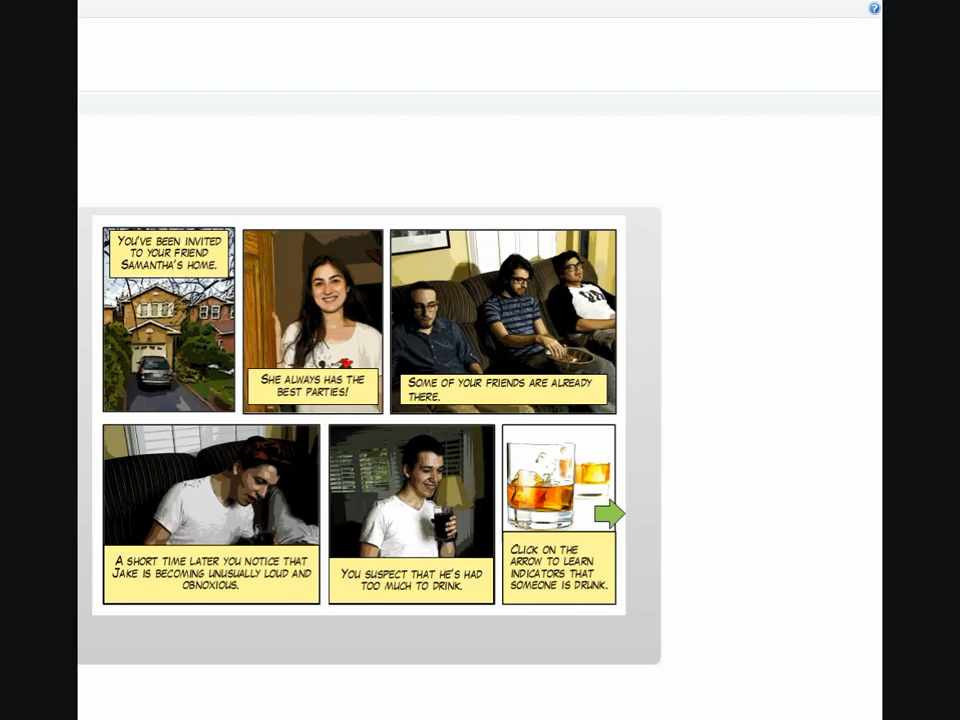 You've been invited
to your friend
Samantha's home.
She always has the
best parties!
Some of your friends are already
there.
A short time later you notice that
Jake is becoming unusually loud and
obnoxious.
You suspect that he's had
too much to drink.
Click on the
arrow to learn
indicators that
someone is drunk.